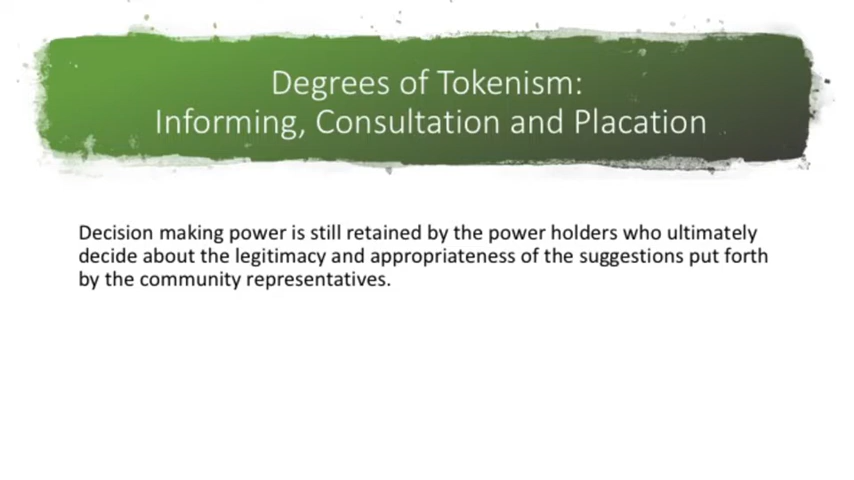 Degrees of Tokenism:
Informing, Consultation and Placation
Decision making power is still retained by the power holders who ultimately
decide about the legitimacy and appropriateness of the suggestions put forth
by the community representatives.